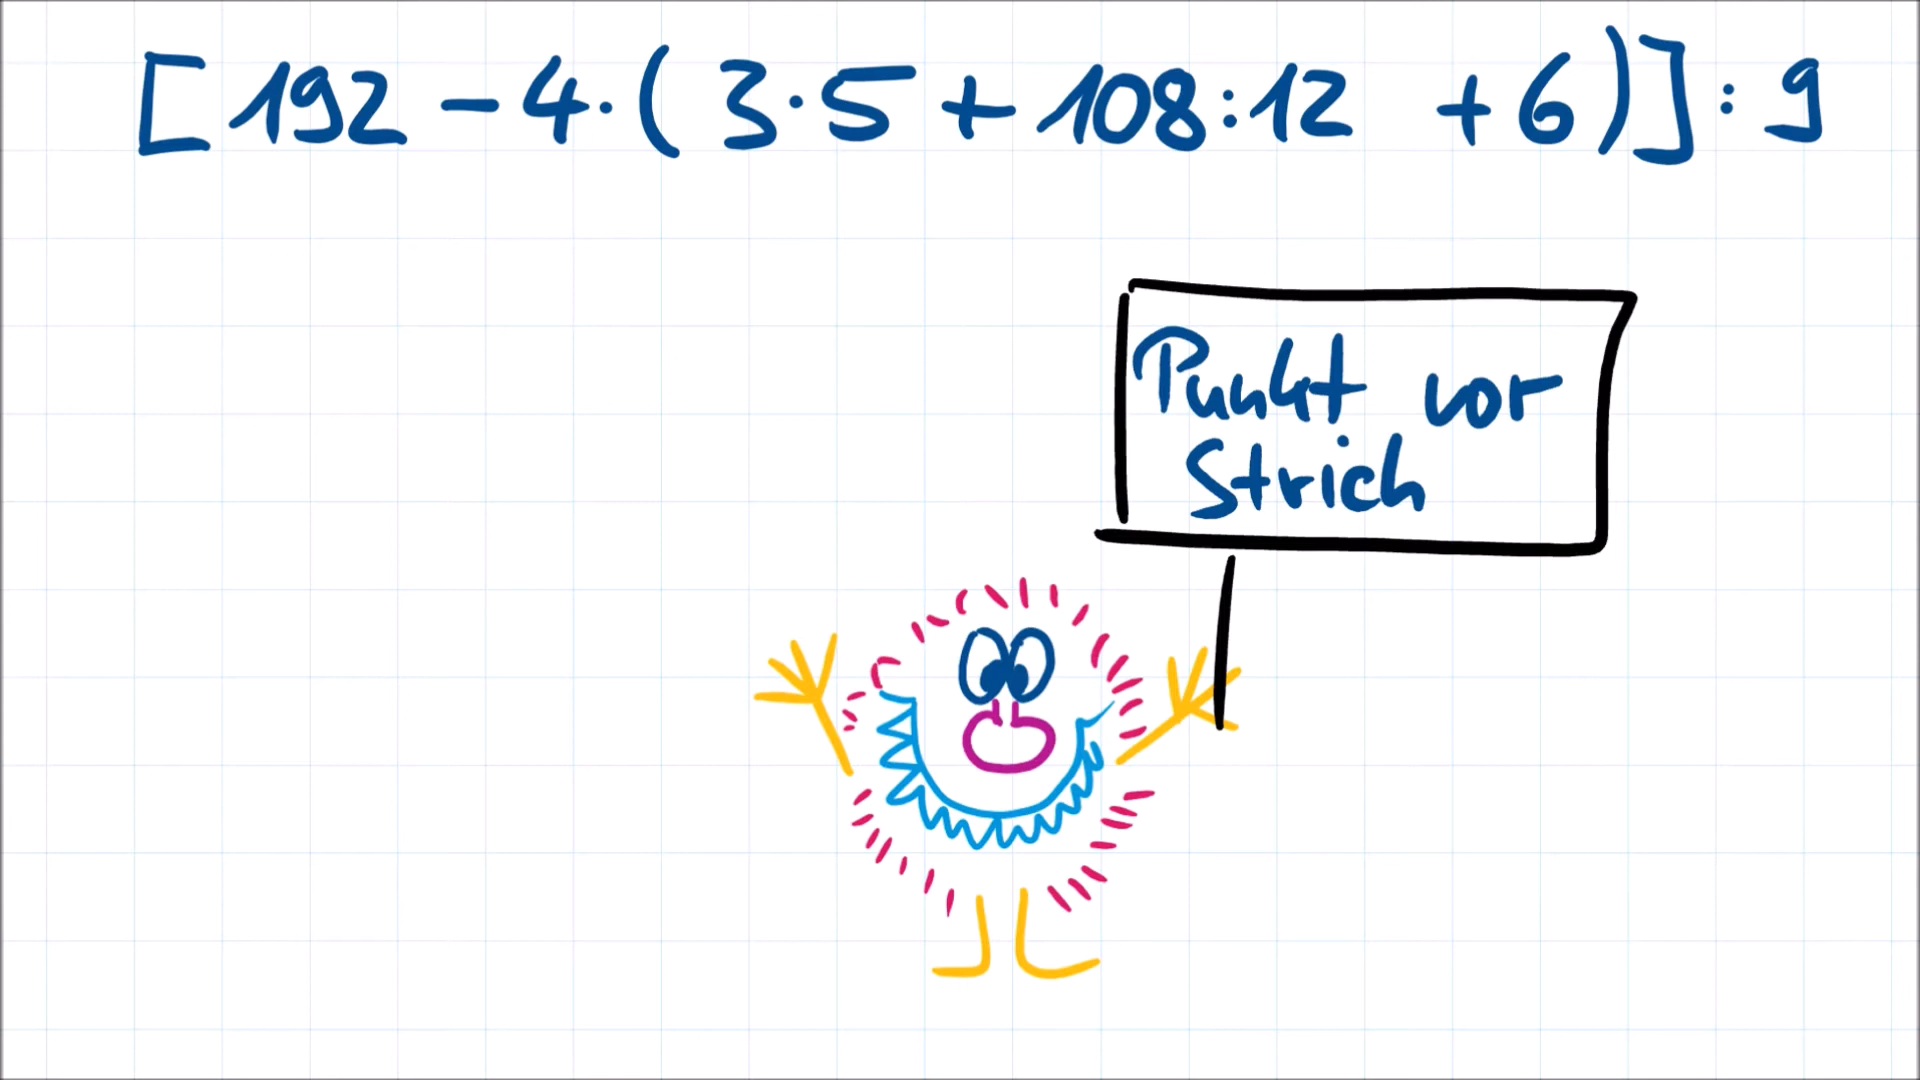 [192 - 4 · (3 · 5 + 108 : 12 + 6)] : 9
Punkt vor
Strich